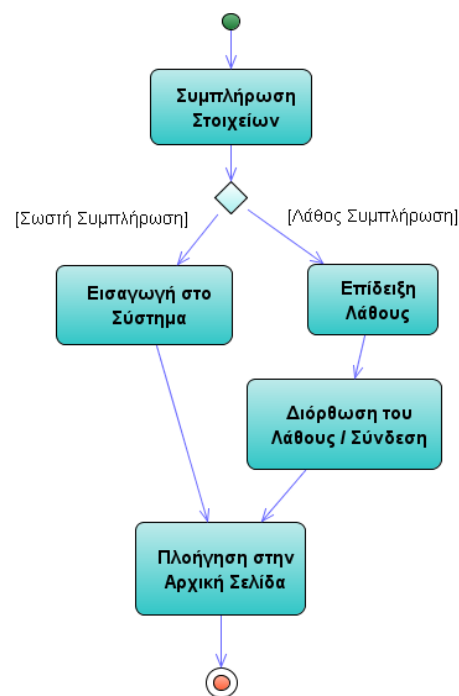 Συμπλήρωση
Στοιχείων
[Σωστή Συμπλήρωση]
[Λάθος Συμπλήρωση]
Εισαγωγή στο
Σύστημα
Επίδειξη
Λάθους
Διόρθωση του
Λάθους / Σύνδεση
Πλοήγηση στην
Αρχική Σελίδα